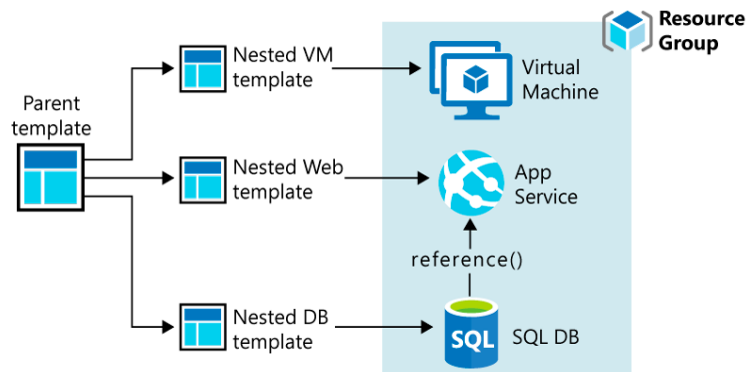 Resource
Group
Nested VM
template
Virtual
Machine
Parent
template
Nested Web
template
App
Service
reference()
Nested DB
template
SQL
SQL DB